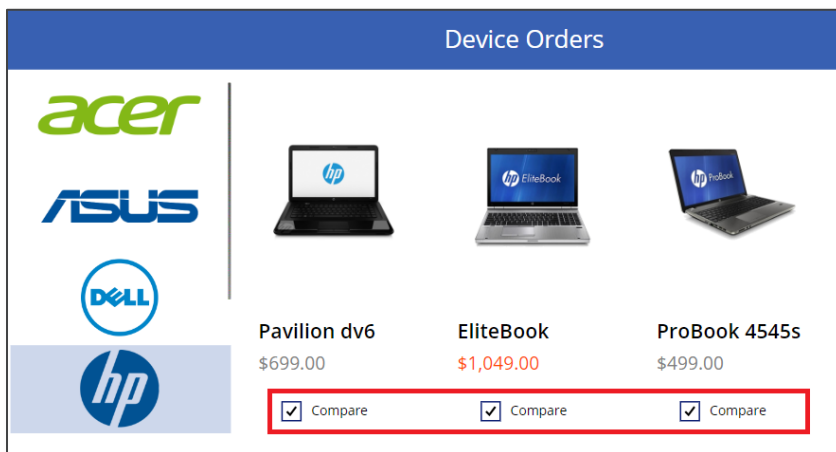 Device Orders
acer
ASUS
DELL
hp
hp
hp EliteBook
hp ProBook
Pavilion dv6
EliteBook
ProBook 4545s
$699.00
$1,049.00
$499.00
Compare
Compare
Compare